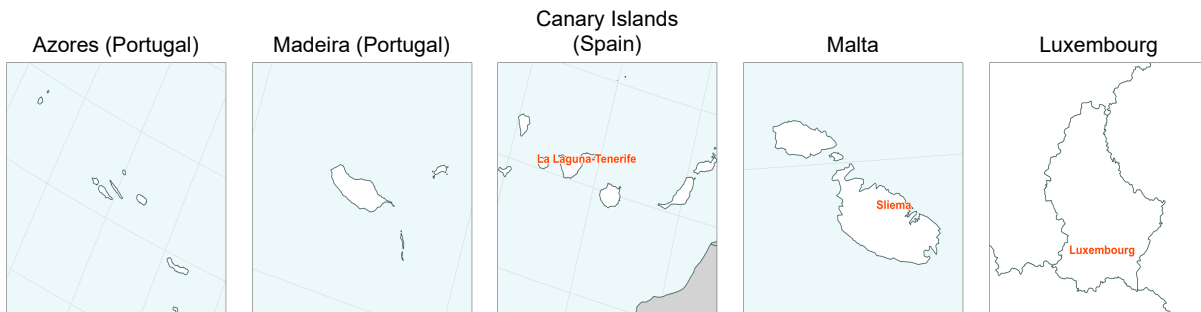 Azores (Portugal)
Madeira (Portugal)
Canary Islands
(Spain)
Malta
Luxembourg
La Laguna-Tenerife
Sliema
Luxembourg